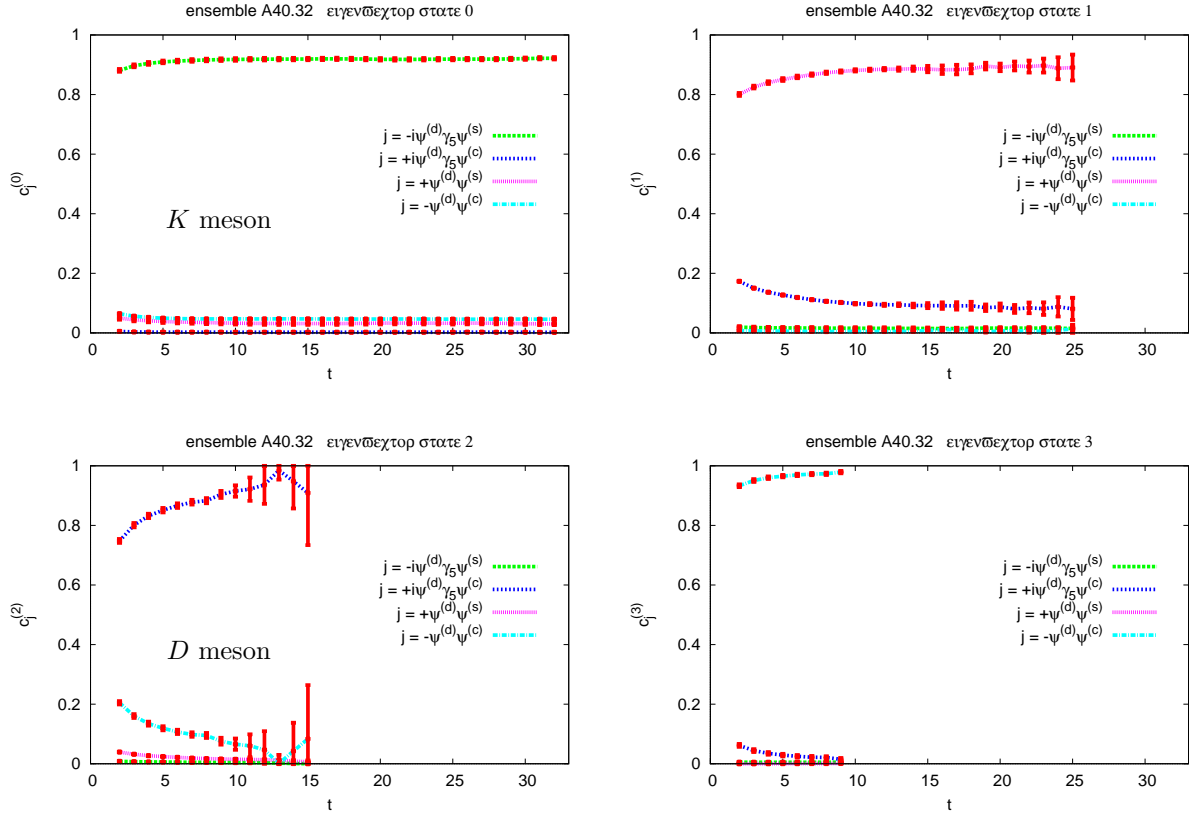 ensemble A40.32 ειγενϖεχτορ στατε 0
1
0.8
0.6
0.4
0.2
0
c_j^(0)
j = -iψ^(d)γ_5ψ^(s)
j = +iψ^(d)γ_5ψ^(c)
j = +ψ^(d)ψ^(s)
j = -ψ^(d)ψ^(c)
K meson
0 5 10 15 20 25 30
t
ensemble A40.32 ειγενϖεχτορ στατε 1
1
0.8
0.6
0.4
0.2
0
c_j^(1)
j = -iψ^(d)γ_5ψ^(s)
j = +iψ^(d)γ_5ψ^(c)
j = +ψ^(d)ψ^(s)
j = -ψ^(d)ψ^(c)
0 5 10 15 20 25 30
t
ensemble A40.32 ειγενϖεχτορ στατε 2
1
0.8
0.6
0.4
0.2
0
c_j^(2)
j = -iψ^(d)γ_5ψ^(s)
j = +iψ^(d)γ_5ψ^(c)
j = +ψ^(d)ψ^(s)
j = -ψ^(d)ψ^(c)
D meson
0 5 10 15 20 25 30
t
ensemble A40.32 ειγενϖεχτορ στατε 3
1
0.8
0.6
0.4
0.2
0
c_j^(3)
j = -iψ^(d)γ_5ψ^(s)
j = +iψ^(d)γ_5ψ^(c)
j = +ψ^(d)ψ^(s)
j = -ψ^(d)ψ^(c)
0 5 10 15 20 25 30
t